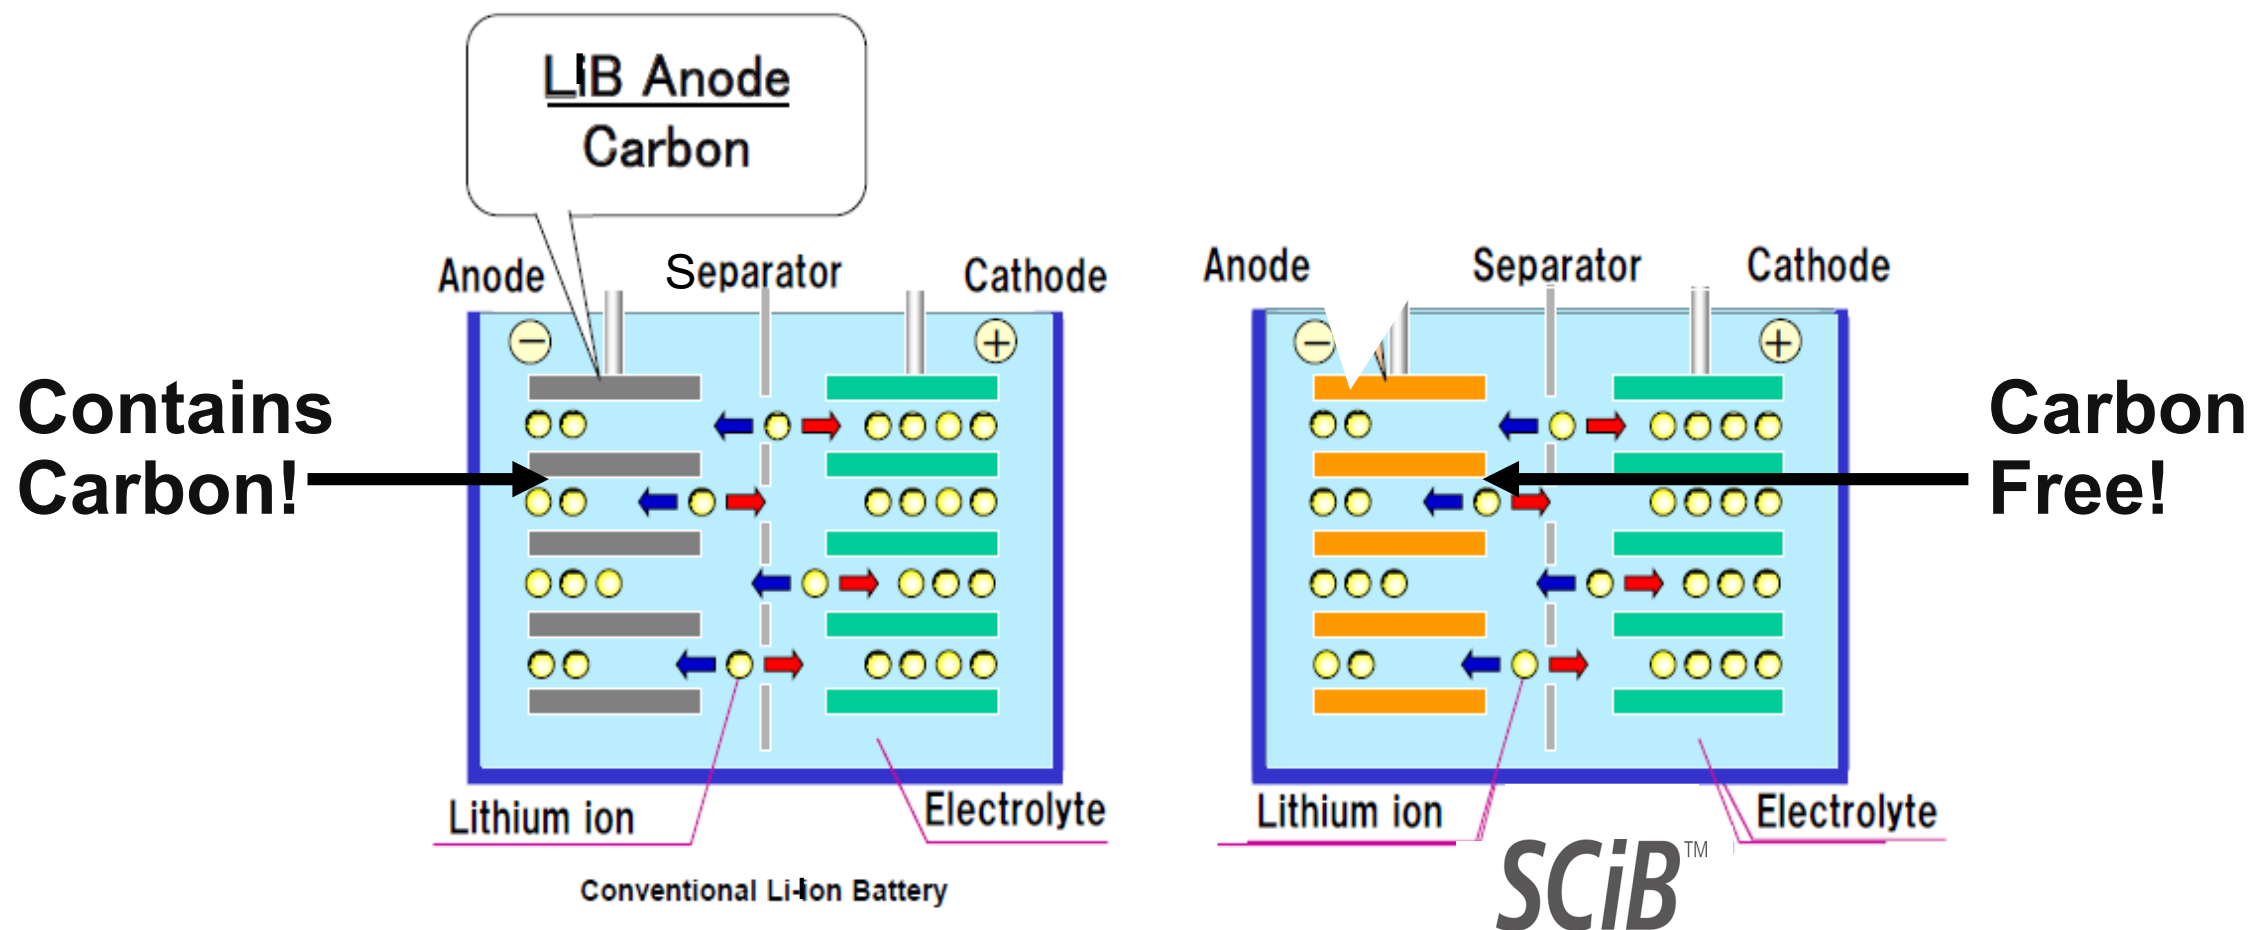 LiB Anode
Carbon
Anode Separator Cathode
Anode Separator Cathode
− +
− +
Contains
Carbon!
Carbon
Free!
Lithium ion Electrolyte
Lithium ion Electrolyte
Conventional Li-ion Battery
SCiB™